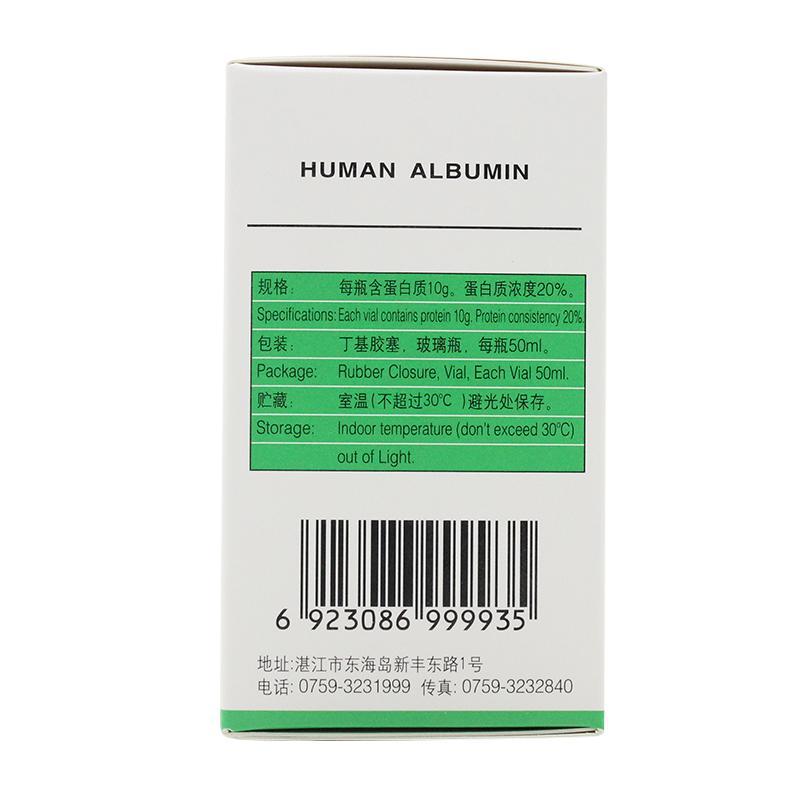 HUMAN ALBUMIN
规格: 每瓶含蛋白质10g。蛋白质浓度20%。
Specifications: Each vial contains protein 10g. Protein consistency 20%.
包装: 丁基胶塞,玻璃瓶,每瓶50ml。
Package: Rubber Closure, Vial, Each Vial 50ml.
贮藏: 室温(不超过30℃)避光处保存。
Storage: Indoor temperature (don't exceed 30℃)
out of Light.
6 923086 999935
地址:湛江市东海岛新丰东路1号
电话: 0759-3231999 传真: 0759-3232840